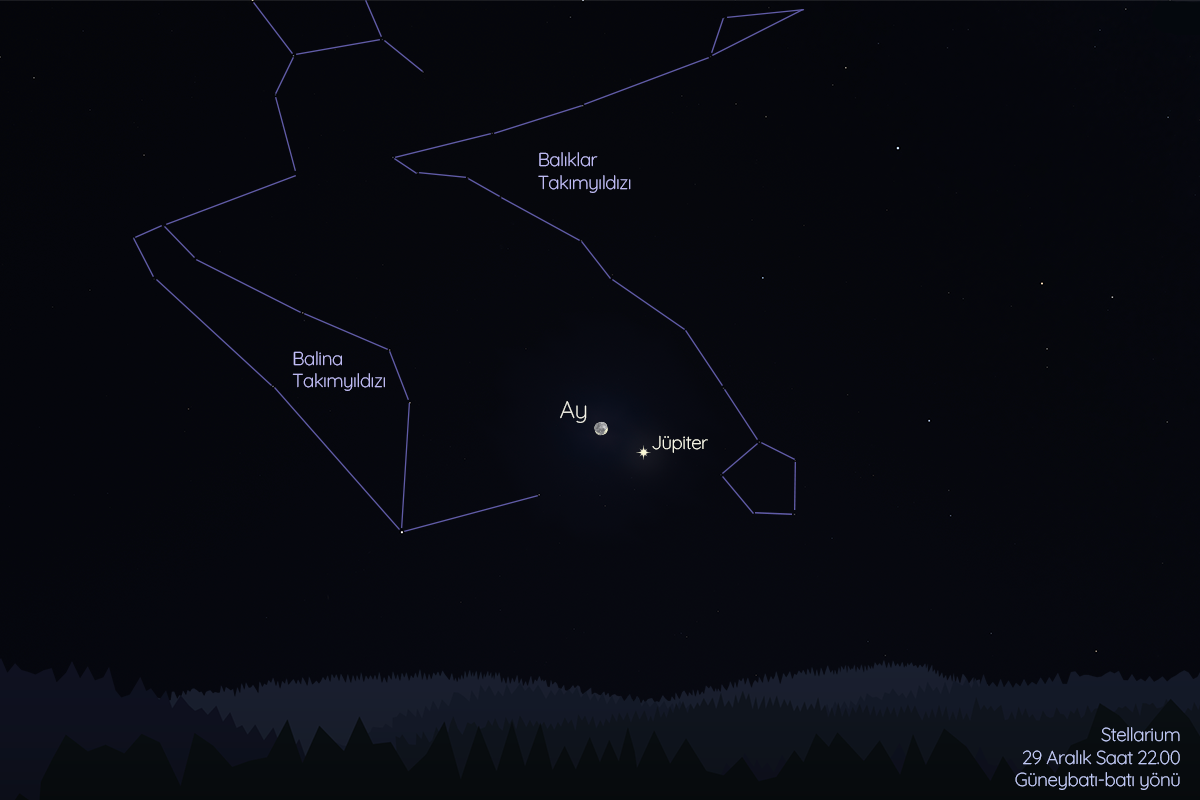 Balıklar
Takımyıldızı
Balina
Takımyıldızı
Ay
Jüpiter
Stellarium
29 Aralık Saat 22.00
Güneybatı-batı yönü